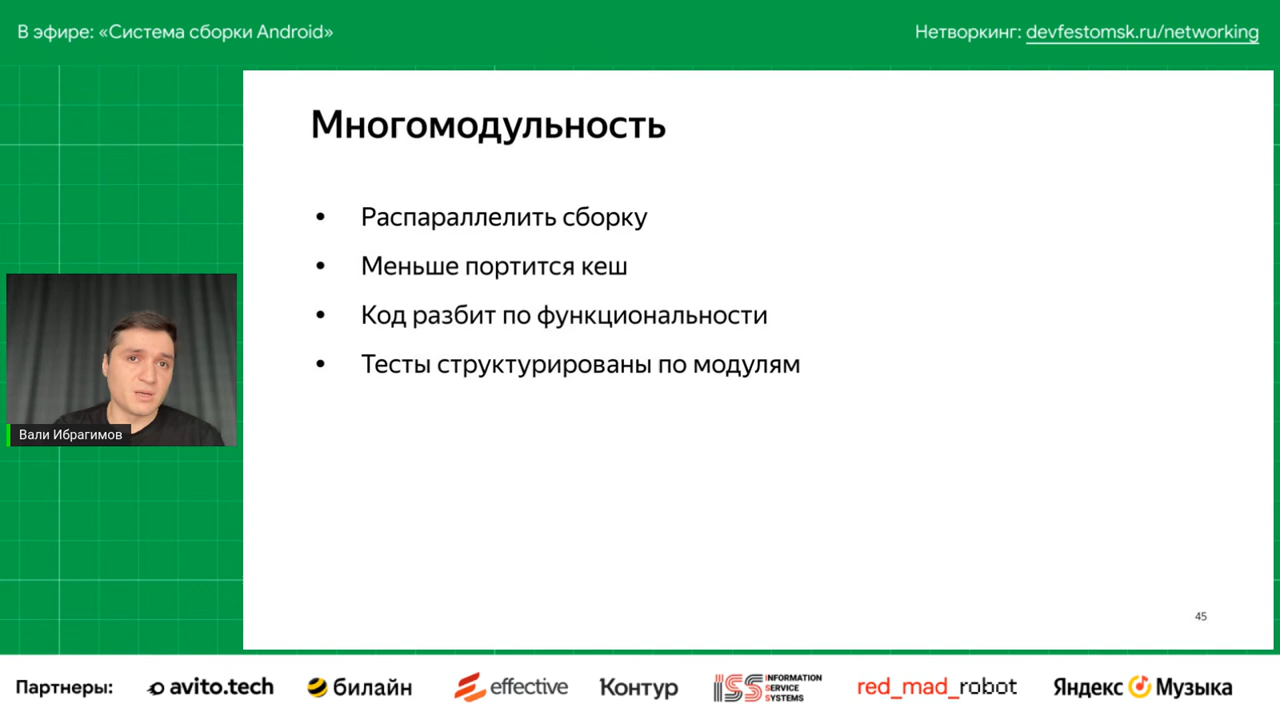 В эфире: «Система сборки Android»
Нетворкинг: devfestomsk.ru/networking
Многомодульность
• Распараллелить сборку
• Меньше портится кеш
• Код разбит по функциональности
• Тесты структурированы по модулям
Вали Ибрагимов
45
Партнеры: avito.tech билайн effective Контур ISS INFORMATION SERVICE SYSTEMS red_mad_robot Яндекс Музыка